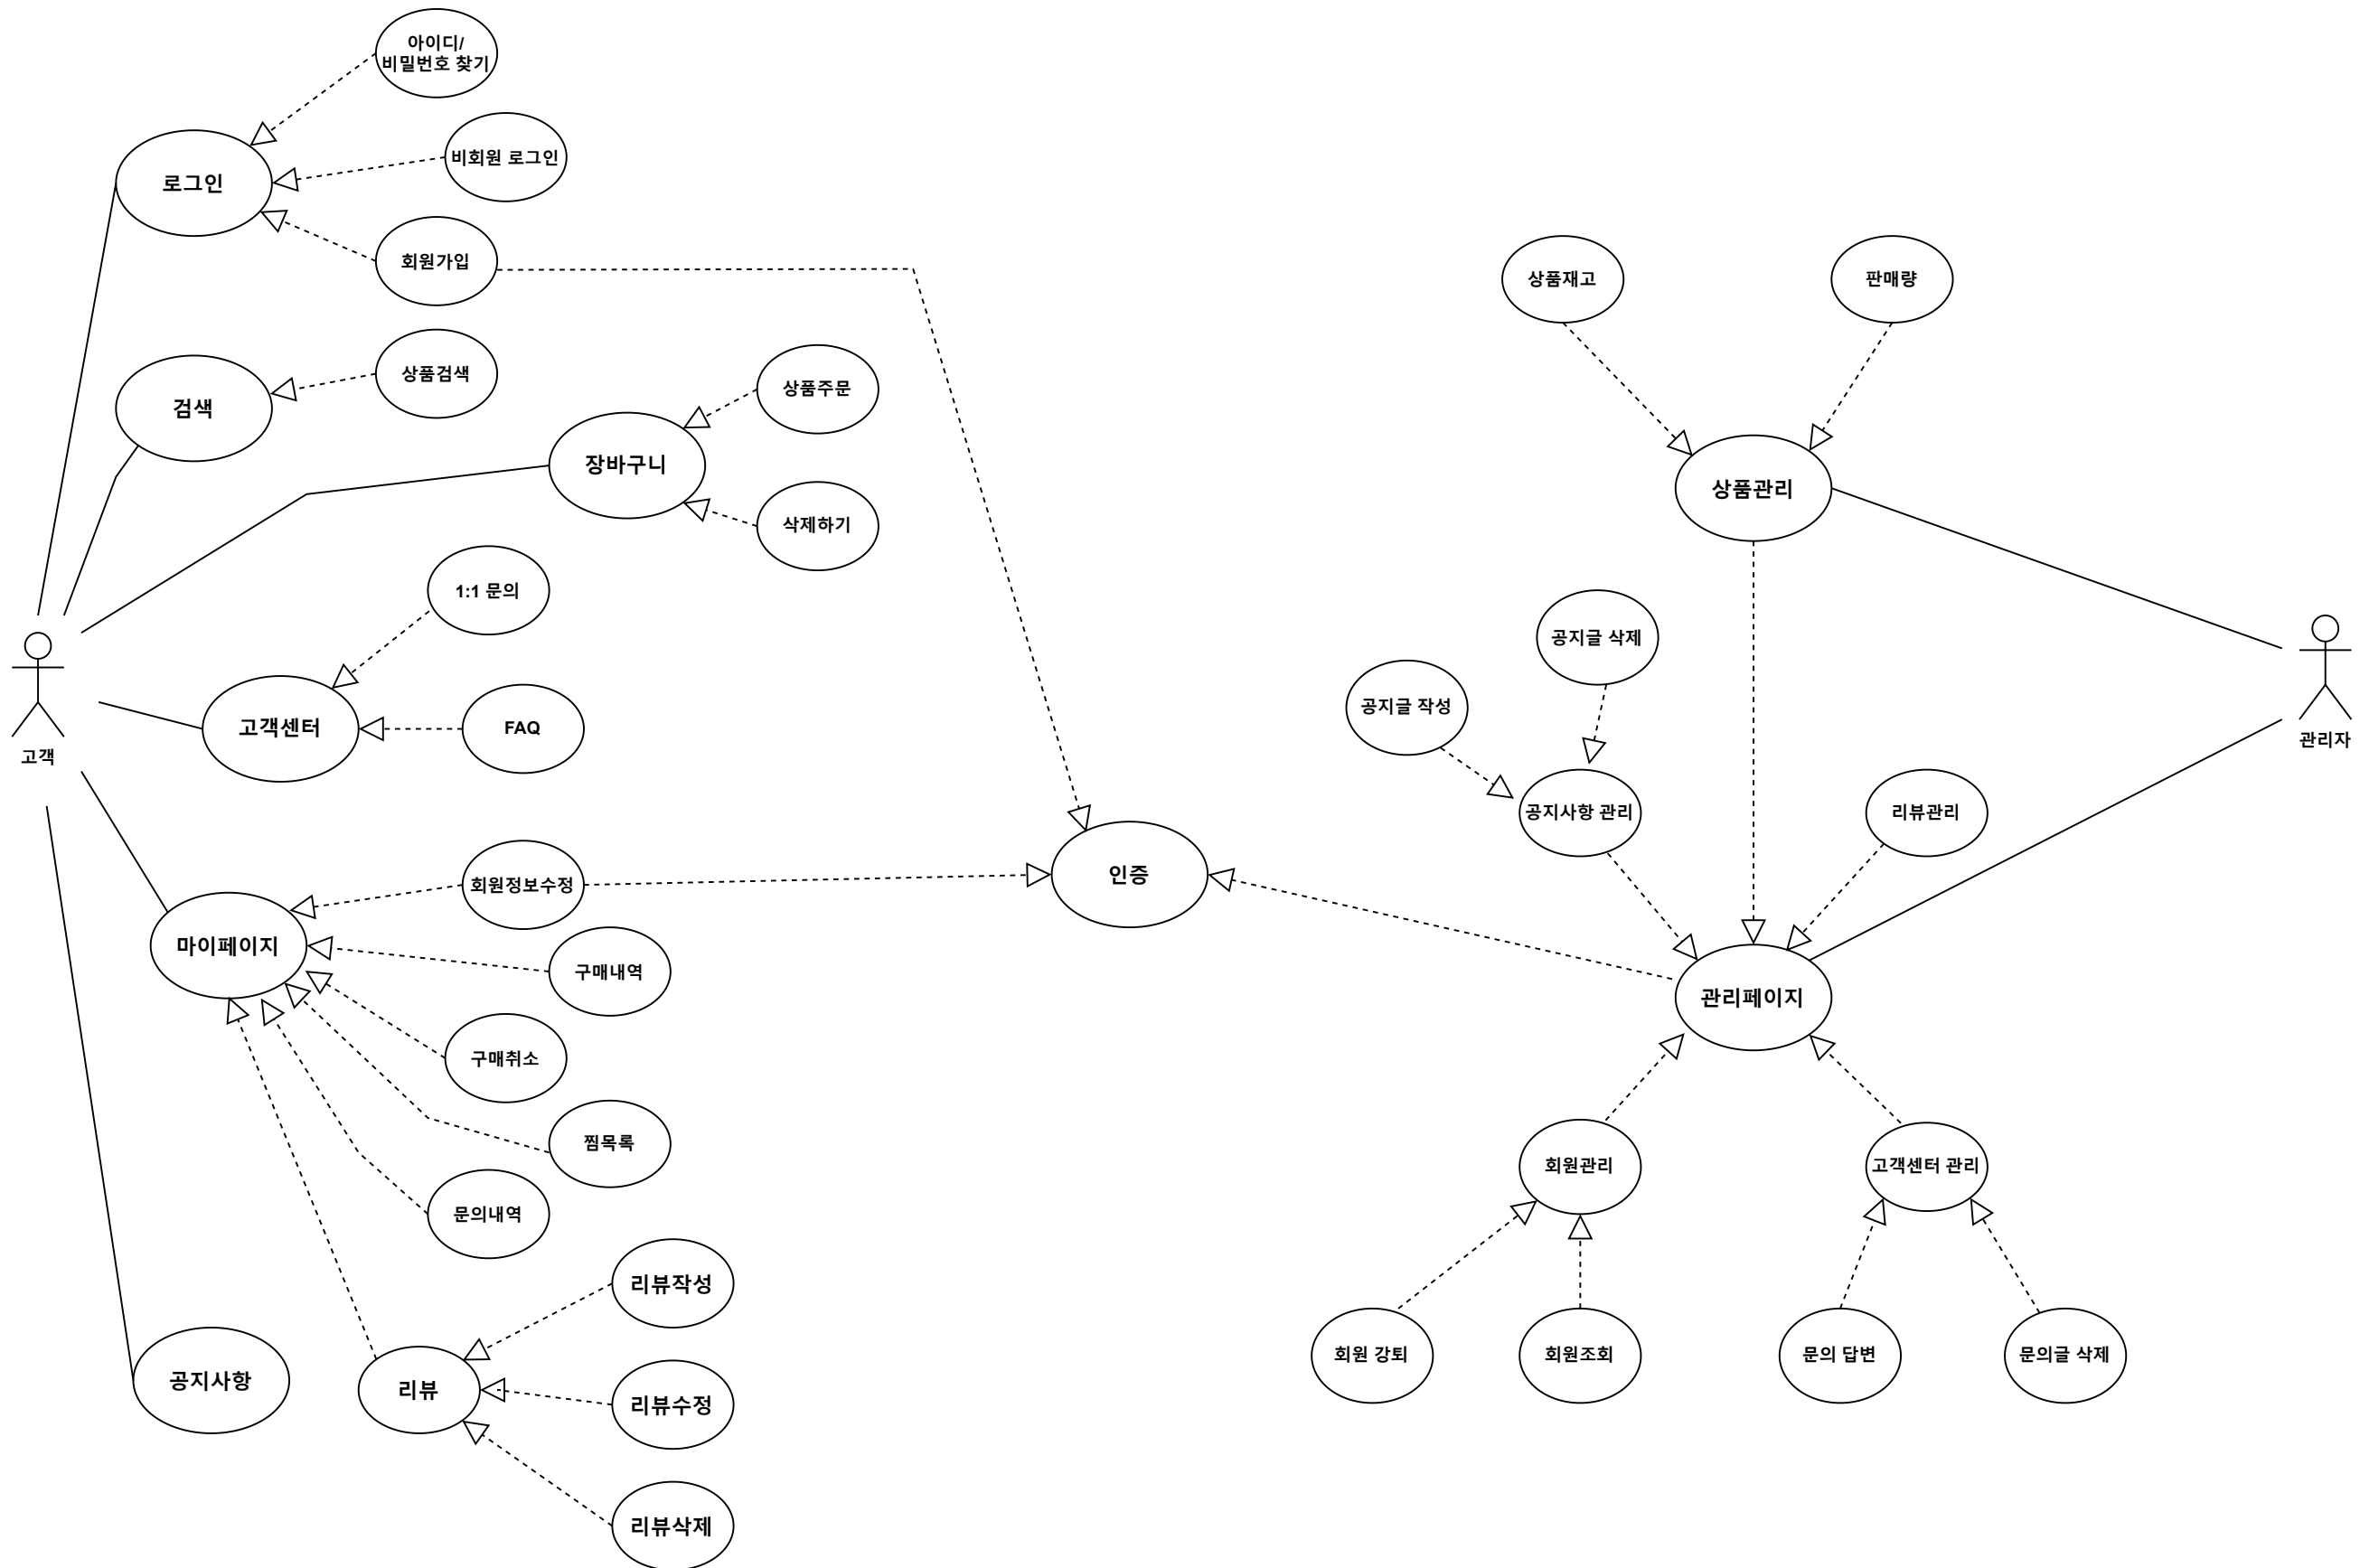 아이디/
비밀번호 찾기
비회원 로그인
로그인
회원가입
상품재고
판매량
상품검색
상품주문
검색
장바구니
상품관리
삭제하기
1:1 문의
공지글 삭제
공지글 작성
고객센터
FAQ
고객
관리자
공지사항 관리
리뷰관리
인증
회원정보수정
마이페이지
구매내역
관리페이지
구매취소
찜목록
회원관리
고객센터 관리
문의내역
리뷰작성
회원 강퇴
회원조회
문의 답변
문의글 삭제
공지사항
리뷰
리뷰수정
리뷰삭제